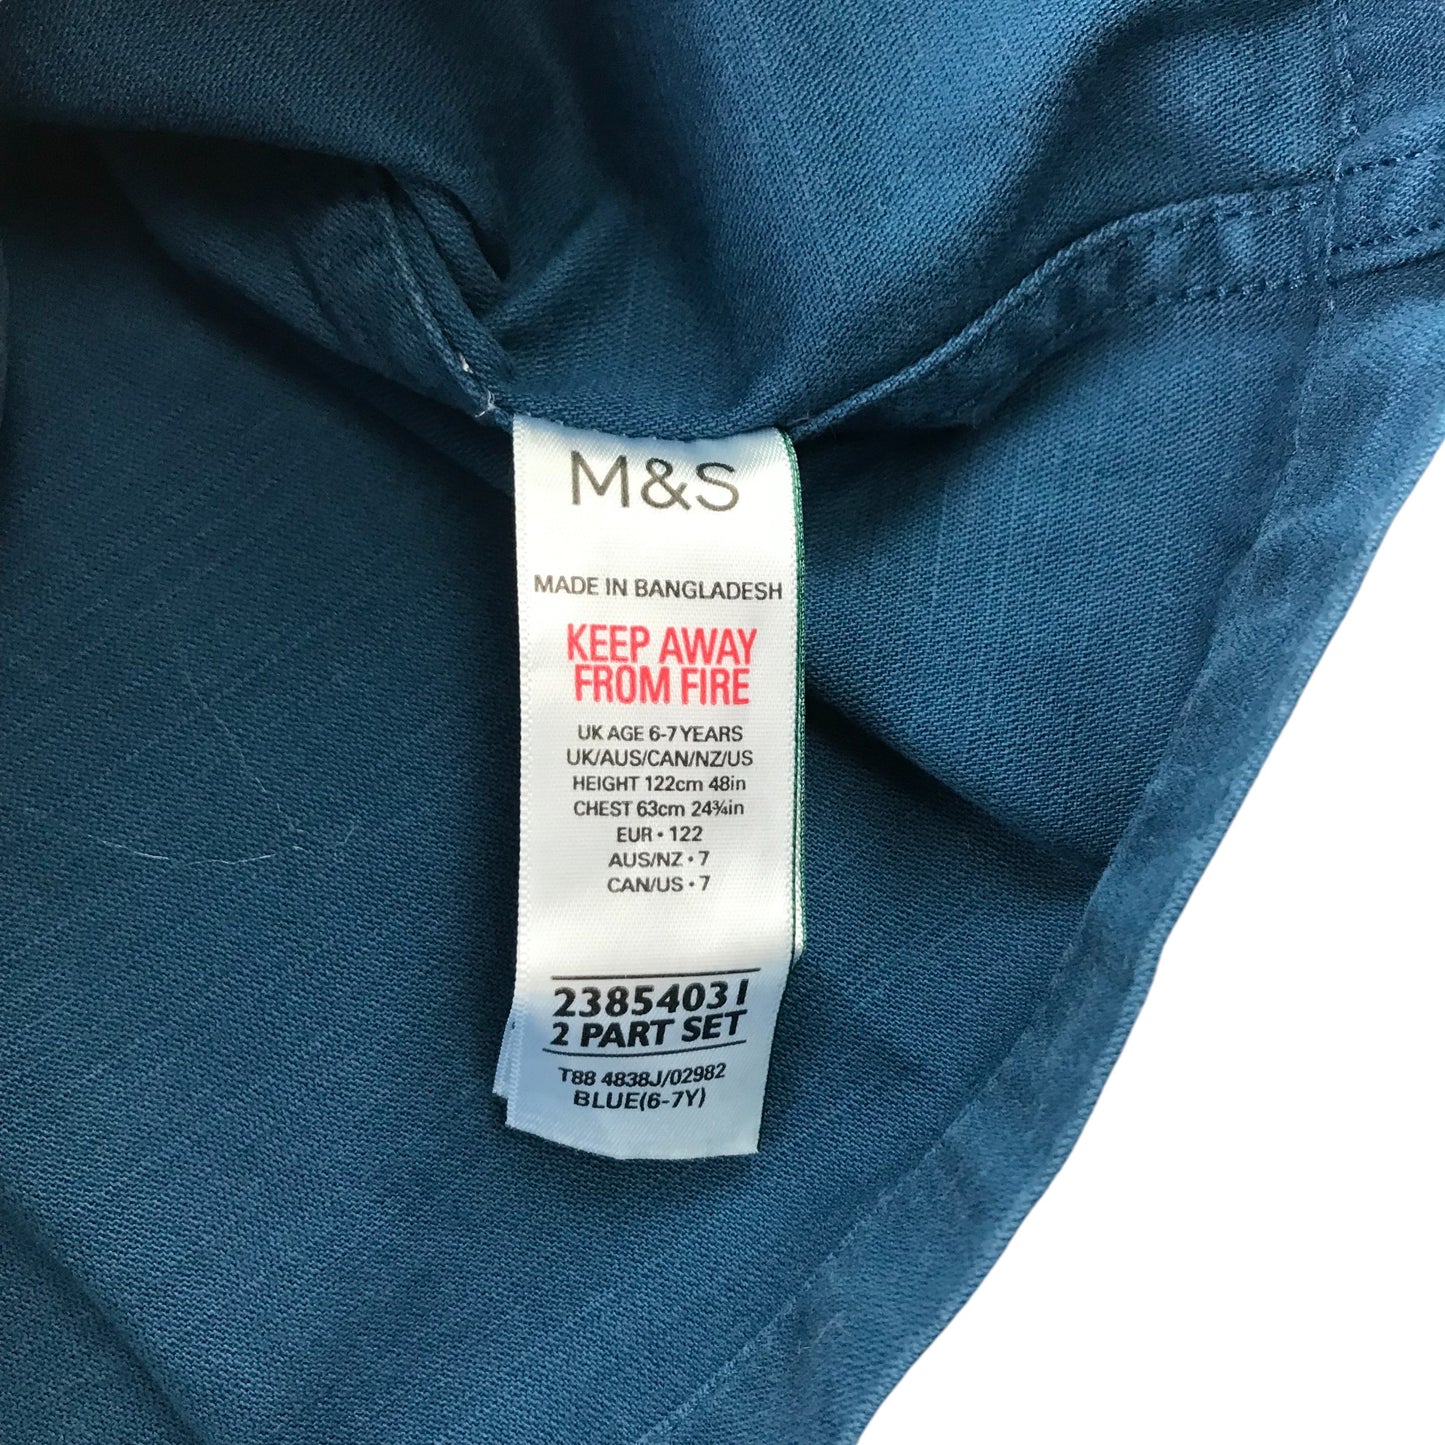 M&S
MADE IN BANGLADESH
KEEP AWAY
FROM FIRE
UK AGE 6-7 YEARS
UK/AUS/CAN/NZ/US
HEIGHT 122cm 48in
CHEST 63cm 24¾in
EUR • 122
AUS/NZ • 7
CAN/US • 7
23854031
2 PART SET
T88 4838J/02982
BLUE(6-7Y)